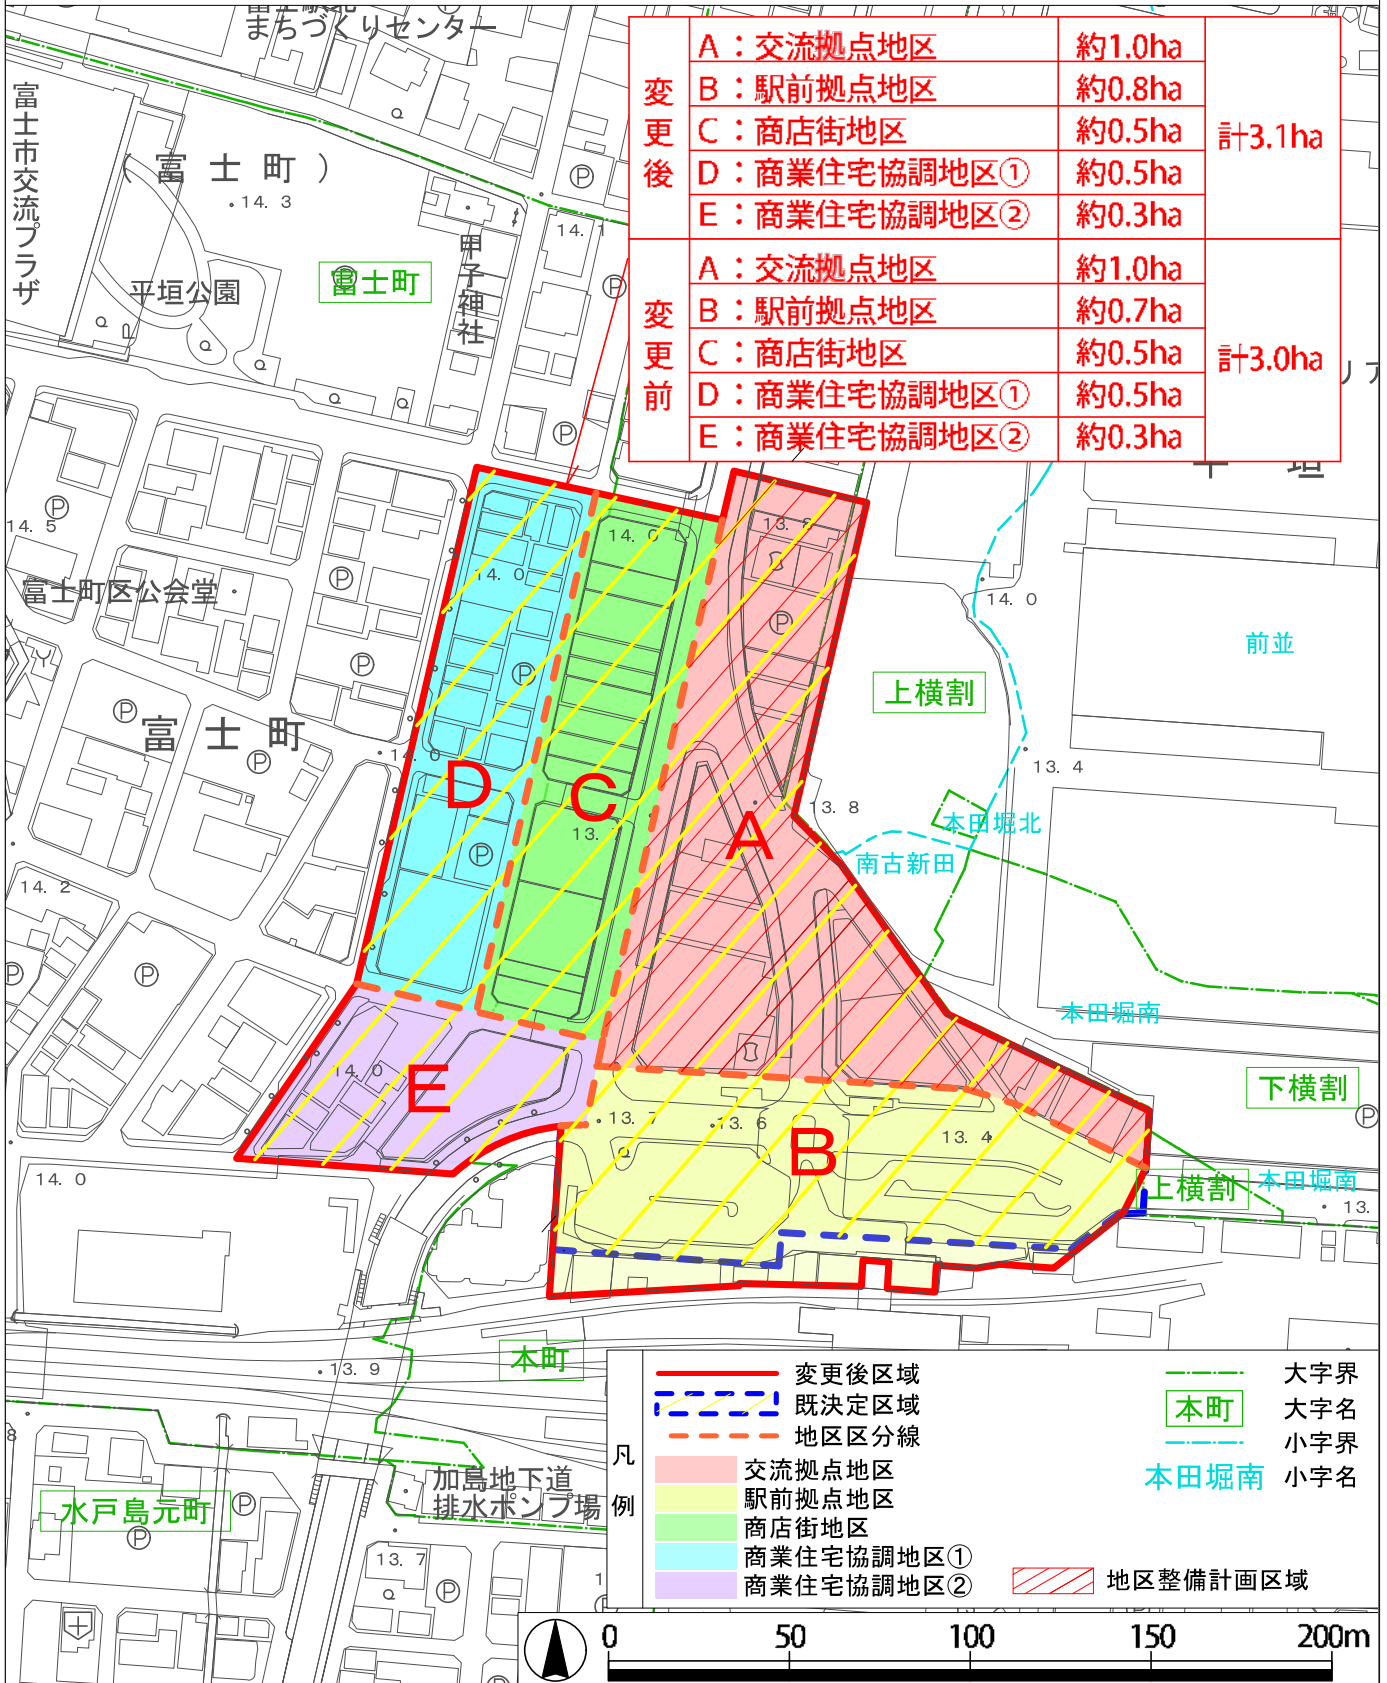 まちづくりセンター
富士市交流プラザ
(富士町)
14.3
平垣公園
富士町
甲子神社
14.1
変更後
A：交流拠点地区 約1.0ha
B：駅前拠点地区 約0.8ha
C：商店街地区 約0.5ha
D：商業住宅協調地区① 約0.5ha
E：商業住宅協調地区② 約0.3ha
計3.1ha
変更前
A：交流拠点地区 約1.0ha
B：駅前拠点地区 約0.7ha
C：商店街地区 約0.5ha
D：商業住宅協調地区① 約0.5ha
E：商業住宅協調地区② 約0.3ha
計3.0ha
リア
14.5
富士町区公会堂
14.0
14.0
13.8
14.0
前並
上横割
富士町
14.0
13.4
D
C
A
13.8
本田堀北
南古新田
14.2
本田堀南
E
14.0
下横割
13.7
13.6
13.4
B
14.0
上横割
本田堀南
13.
本町
13.9
水戸島元町
加島地下道
排水ポンプ場
13.7
凡例
変更後区域
既決定区域
地区区分線
交流拠点地区
駅前拠点地区
商店街地区
商業住宅協調地区①
商業住宅協調地区②
大字界
本町 大字名
小字界
本田堀南 小字名
地区整備計画区域
0 50 100 150 200m